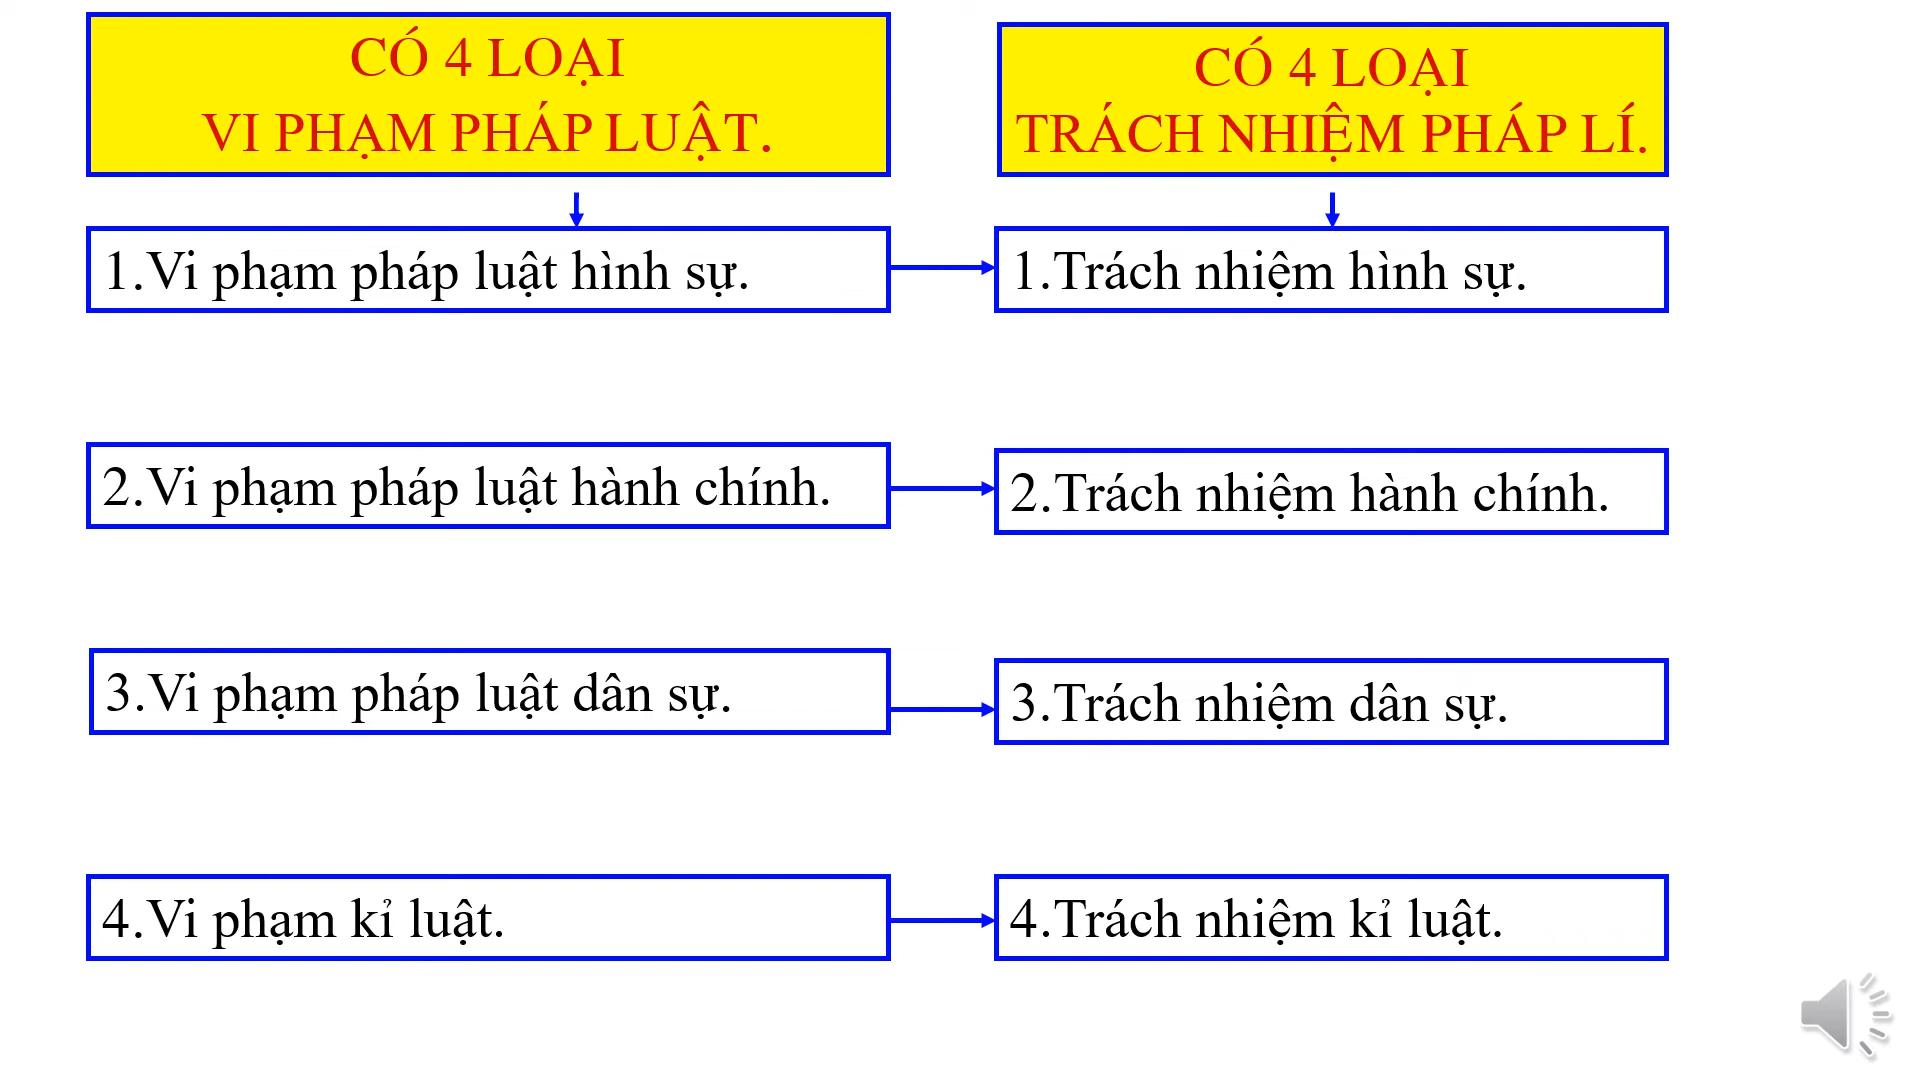 CÓ 4 LOẠI
VI PHẠM PHÁP LUẬT.
CÓ 4 LOẠI
TRÁCH NHIỆM PHÁP LÍ.
1.Vi phạm pháp luật hình sự.
1.Trách nhiệm hình sự.
2.Vi phạm pháp luật hành chính.
2.Trách nhiệm hành chính.
3.Vi phạm pháp luật dân sự.
3.Trách nhiệm dân sự.
4.Vi phạm kỉ luật.
4.Trách nhiệm kỉ luật.